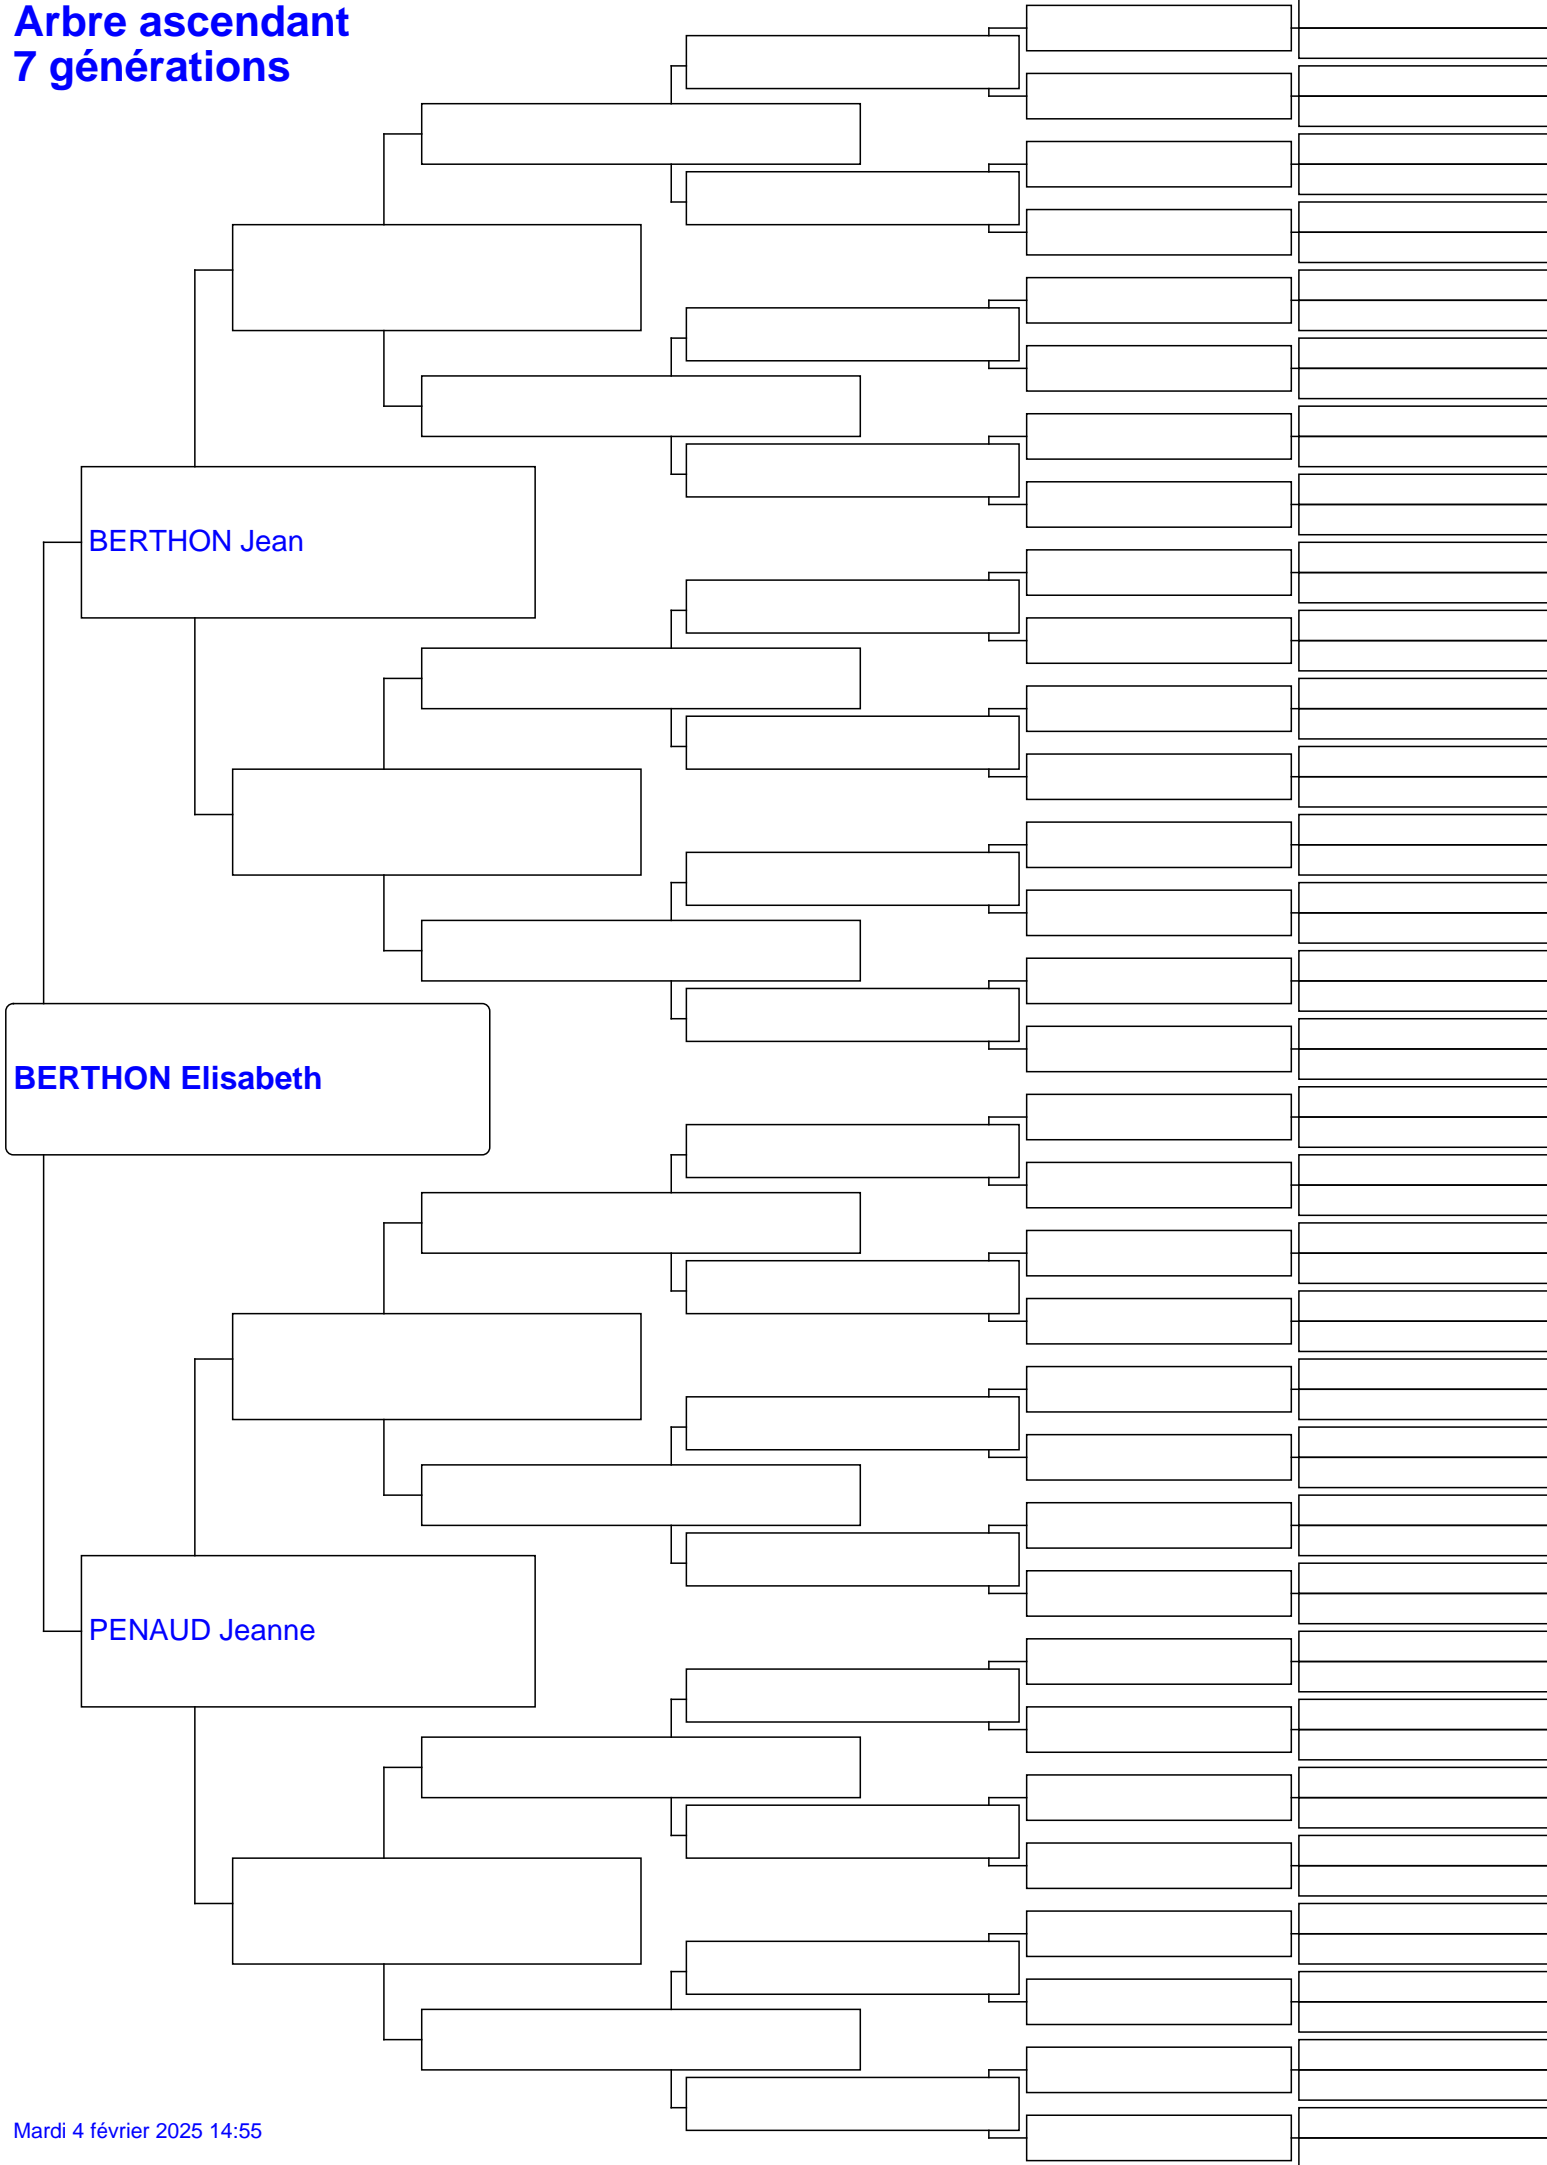 Arbre ascendant
7 générations
BERTHON Jean
BERTHON Elisabeth
PENAUD Jeanne
Mardi 4 février 2025 14:55